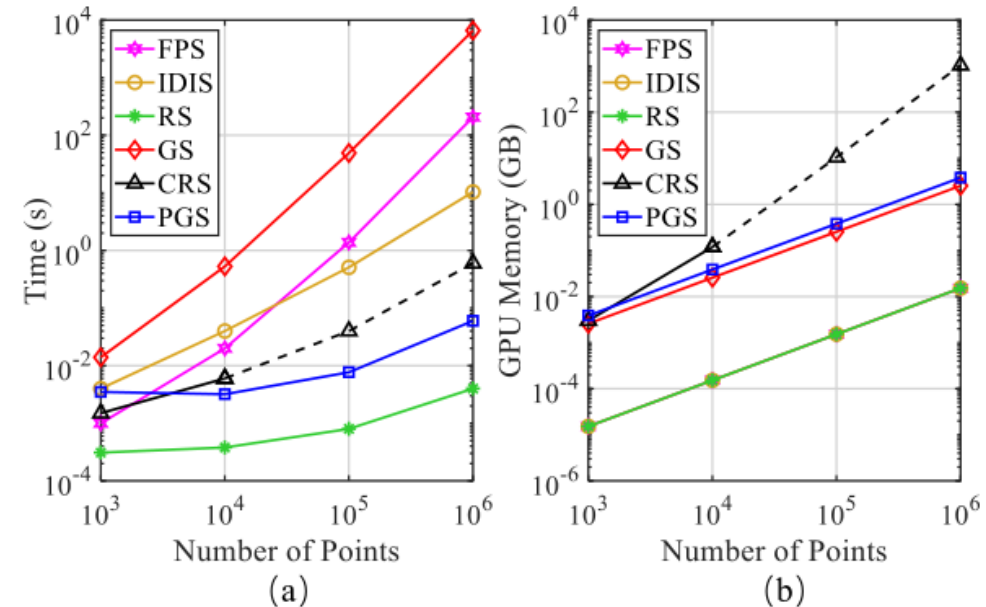 10^4
10^2
10^0
10^-2
10^-4
Time (s)
FPS
IDIS
RS
GS
CRS
PGS
10^3 10^4 10^5 10^6
Number of Points
(a)
10^4
10^2
10^0
10^-2
10^-4
10^-6
GPU Memory (GB)
FPS
IDIS
RS
GS
CRS
PGS
10^3 10^4 10^5 10^6
Number of Points
(b)